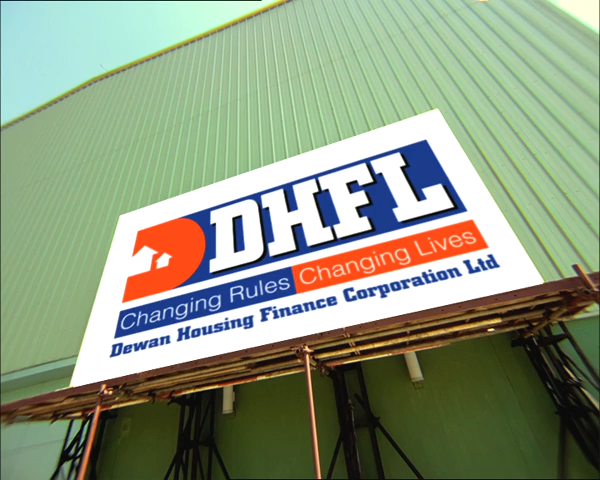 DHFL
Changing Rules Changing Lives
Dewan Housing Finance Corporation Ltd